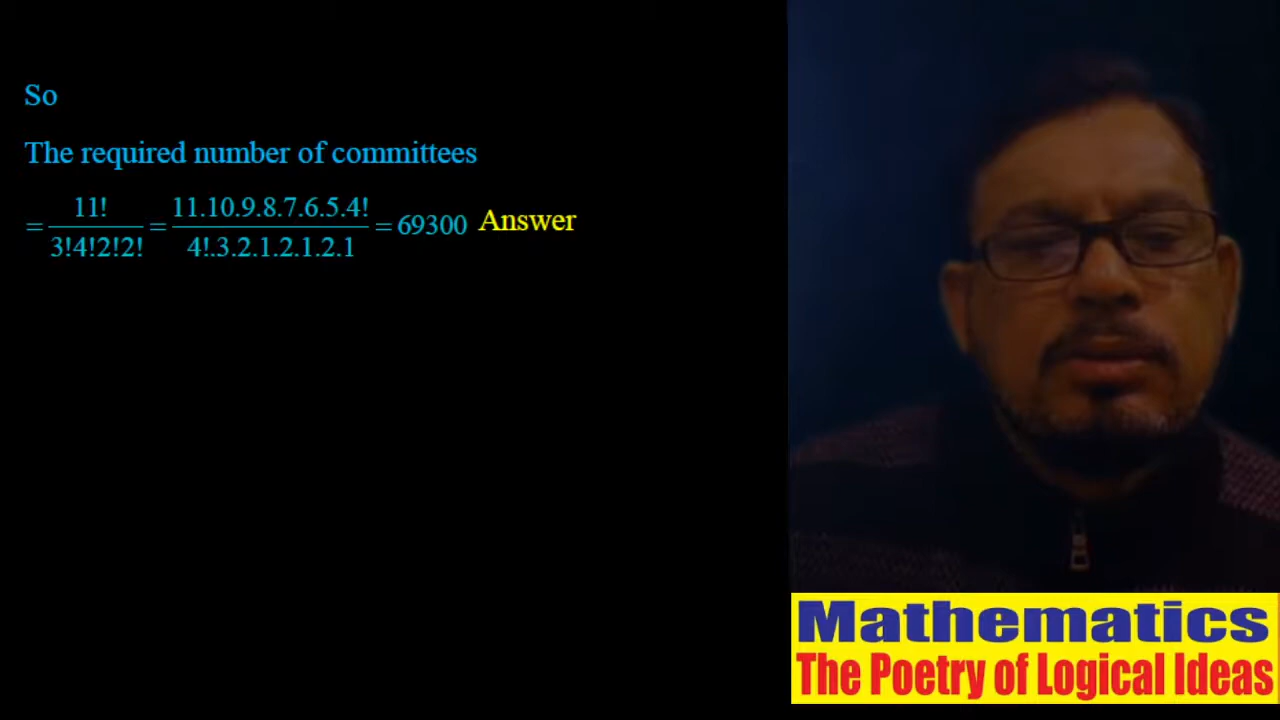 So
The required number of committees
= 11! / 3!4!2!2! = 11.10.9.8.7.6.5.4! / 4!.3.2.1.2.1.2.1 = 69300 Answer
Mathematics
The Poetry of Logical Ideas